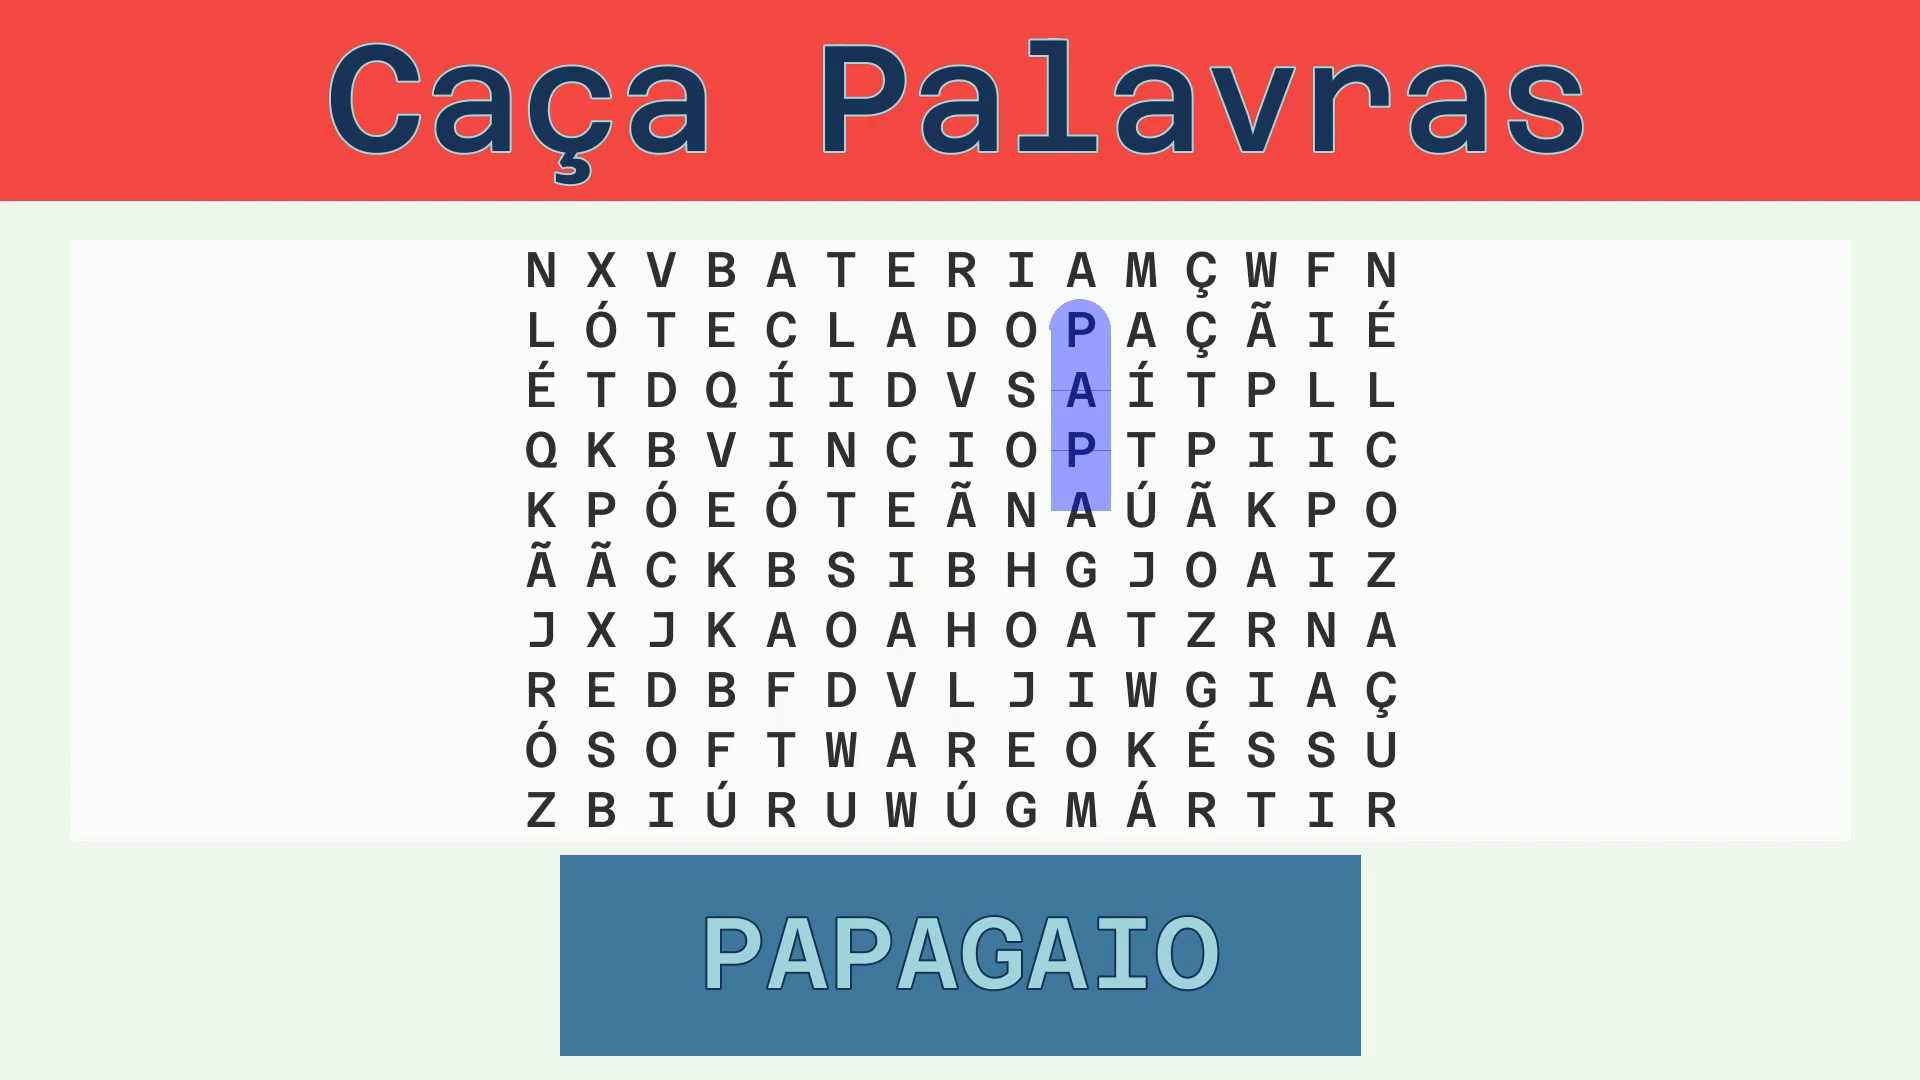 Caça Palavras
N X V B A T E R I A M Ç W F N
L Ó T E C L A D O P A Ç Ã I É
É T D Q Í I D V S A Í T P L L
Q K B V I N C I O P T P I I C
K P Ó E Ó T E Ã N A Ú Ã K P O
Ã Ã C K B S I B H G J O A I Z
J X J K A O A H O A T Z R N A
R E D B F D V L J I W G I A Ç
Ó S O F T W A R E O K É S S U
Z B I Ú R U W Ú G M Á R T I R
PAPAGAIO